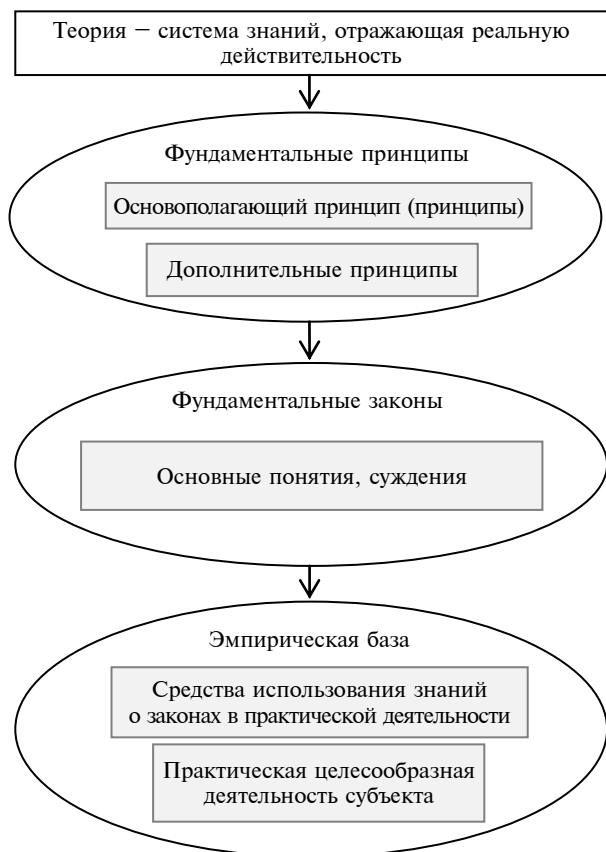 Теория − система знаний, отражающая реальную
действительность
Фундаментальные принципы
Основополагающий принцип (принципы)
Дополнительные принципы
Фундаментальные законы
Основные понятия, суждения
Эмпирическая база
Средства использования знаний
о законах в практической деятельности
Практическая целесообразная
деятельность субъекта